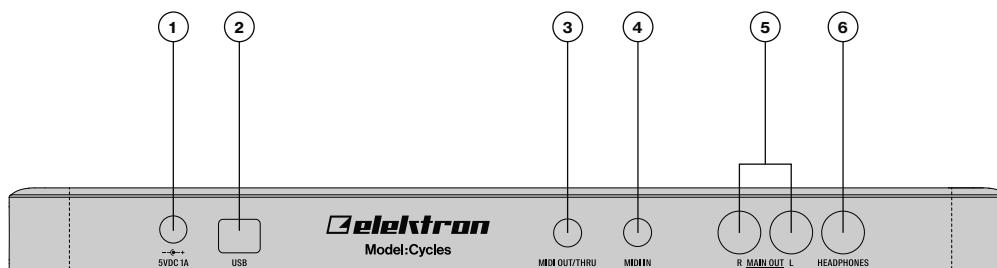 1 2 3 4 5 6
elektron
Model:Cycles
5VDC 1A USB MIDI OUT/THRU MIDI IN R MAIN OUT L HEADPHONES